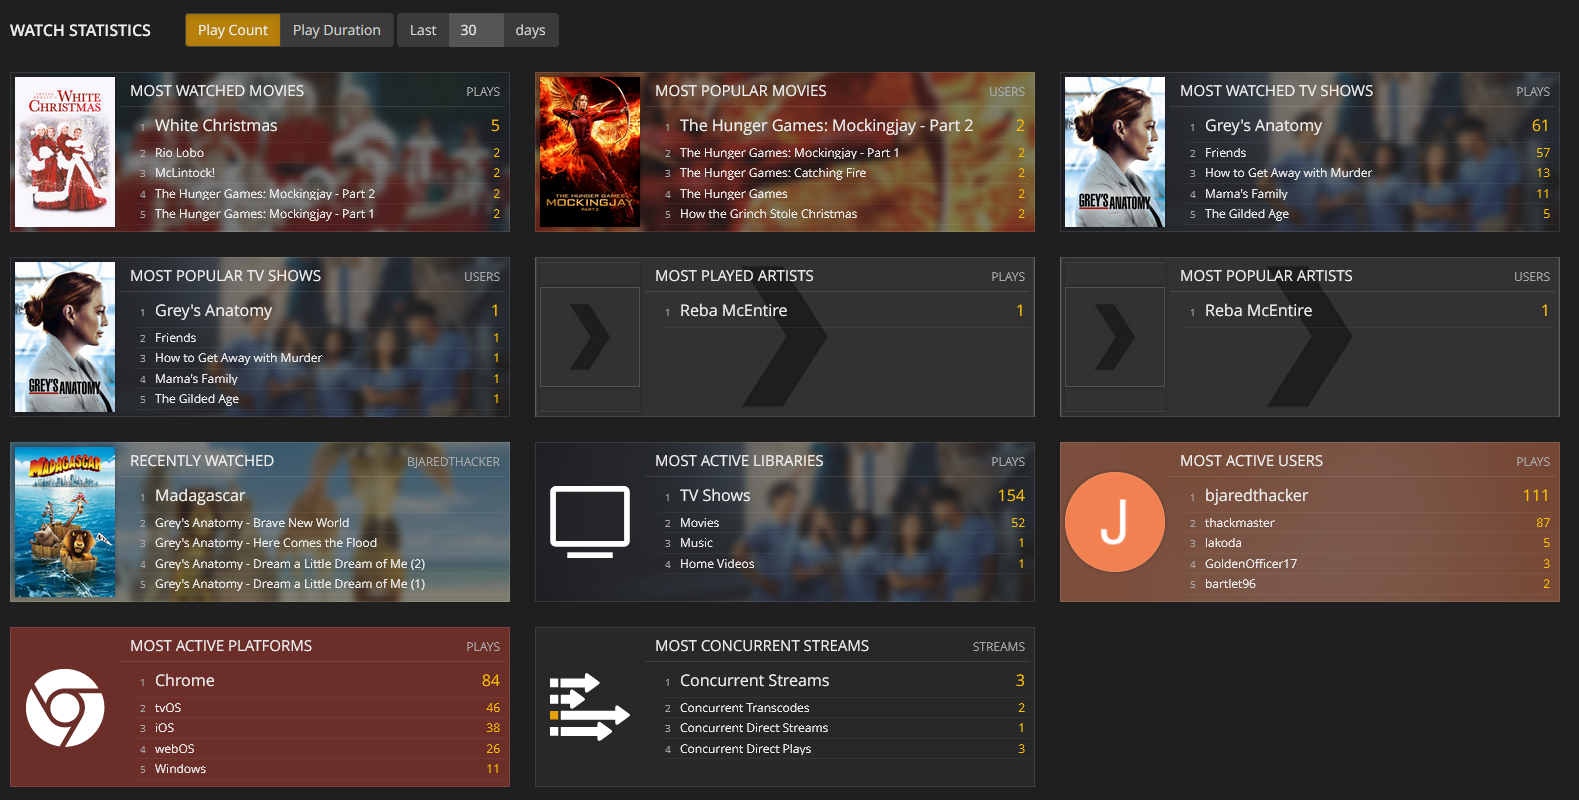 WATCH STATISTICS
Play Count
Play Duration
Last 30 days
WHITE CHRISTMAS
MOST WATCHED MOVIES PLAYS
1 White Christmas 5
2 Rio Lobo 2
3 McLintock! 2
4 The Hunger Games: Mockingjay - Part 2 2
5 The Hunger Games: Mockingjay - Part 1 2
THE HUNGER GAMES
MOCKINGJAY
PART 2
MOST POPULAR MOVIES USERS
1 The Hunger Games: Mockingjay - Part 2 2
2 The Hunger Games: Mockingjay - Part 1 2
3 The Hunger Games: Catching Fire 2
4 The Hunger Games 2
5 How the Grinch Stole Christmas 2
GREY'S ANATOMY
MOST WATCHED TV SHOWS PLAYS
1 Grey's Anatomy 61
2 Friends 57
3 How to Get Away with Murder 13
4 Mama's Family 11
5 The Gilded Age 5
GREY'S ANATOMY
MOST POPULAR TV SHOWS USERS
1 Grey's Anatomy 1
2 Friends 1
3 How to Get Away with Murder 1
4 Mama's Family 1
5 The Gilded Age 1
MOST PLAYED ARTISTS PLAYS
1 Reba McEntire 1
MOST POPULAR ARTISTS USERS
1 Reba McEntire 1
MADAGASCAR
RECENTLY WATCHED BJAREDTHACKER
1 Madagascar
2 Grey's Anatomy - Brave New World
3 Grey's Anatomy - Here Comes the Flood
4 Grey's Anatomy - Dream a Little Dream of Me (2)
5 Grey's Anatomy - Dream a Little Dream of Me (1)
MOST ACTIVE LIBRARIES PLAYS
1 TV Shows 154
2 Movies 52
3 Music 1
4 Home Videos 1
J
MOST ACTIVE USERS PLAYS
1 bjaredthacker 111
2 thackmaster 87
3 lakoda 5
4 GoldenOfficer17 3
5 bartlet96 2
MOST ACTIVE PLATFORMS PLAYS
1 Chrome 84
2 tvOS 46
3 iOS 38
4 webOS 26
5 Windows 11
MOST CONCURRENT STREAMS STREAMS
1 Concurrent Streams 3
2 Concurrent Transcodes 2
3 Concurrent Direct Streams 1
4 Concurrent Direct Plays 3